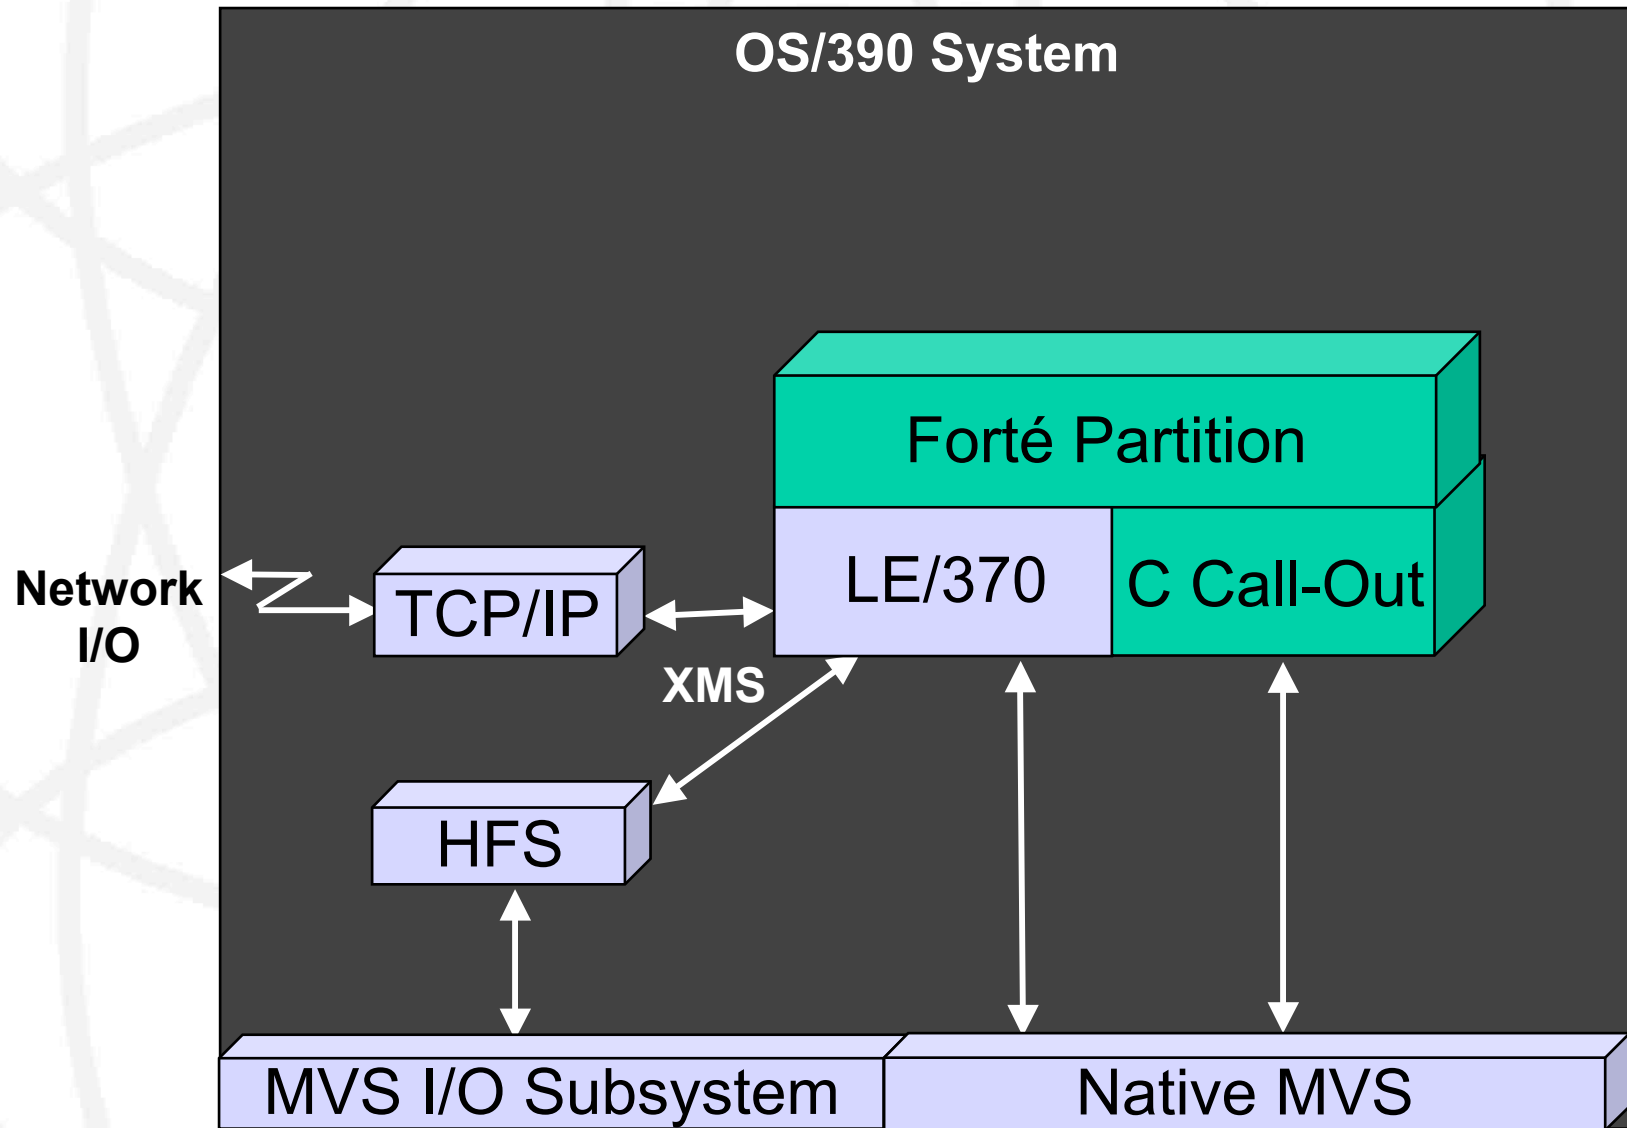 OS/390 System
Forté Partition
LE/370
C Call-Out
Network
I/O
TCP/IP
XMS
HFS
MVS I/O Subsystem
Native MVS